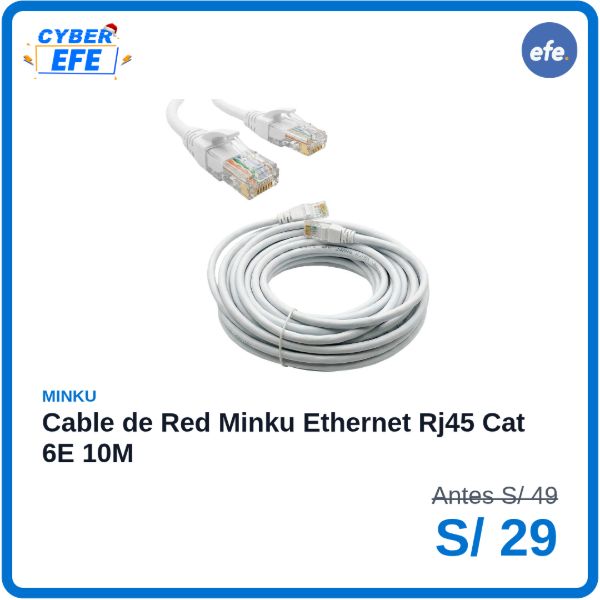 CYBER
EFE
efe.
MINKU
Cable de Red Minku Ethernet Rj45 Cat
6E 10M
Antes S/ 49
S/ 29